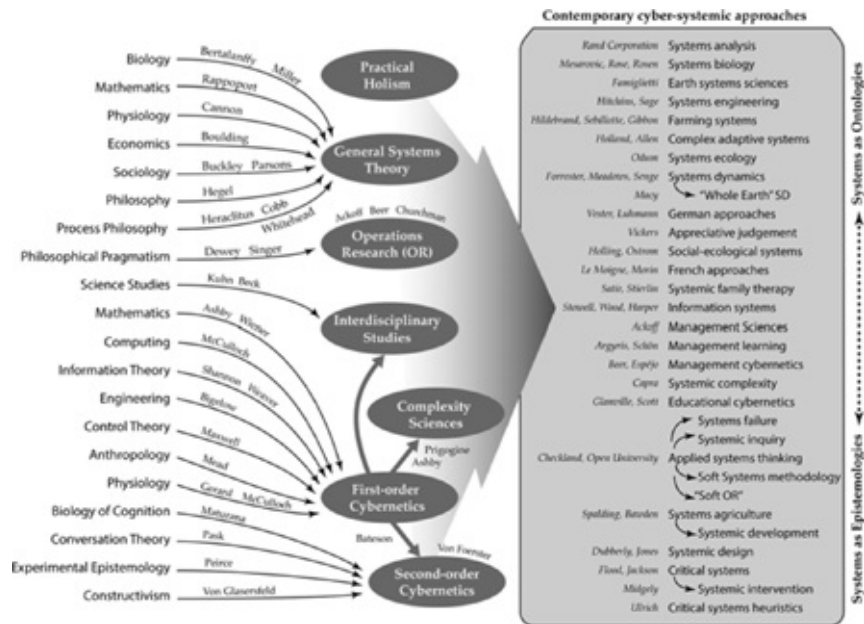 Contemporary cyber-systemic approaches
Biology
Mathematics
Physiology
Economics
Sociology
Philosophy
Process Philosophy
Philosophical Pragmatism
Science Studies
Mathematics
Computing
Information Theory
Engineering
Control Theory
Anthropology
Physiology
Biology of Cognition
Conversation Theory
Experimental Epistemology
Constructivism
Bertalanffy Miller
Rappoport
Cannon
Boulding
Buckley Parsons
Hegel
Heraclitus Cobb
Whitehead
Dewey Singer
Kuhn Beck
Ashby Wiener
McCulloch
Shannon Weaver
Bigelow
Maxwell
Mead
Gerard McCulloch
Maturana
Pask
Peirce
Von Glasersfeld
Practical
Holism
General Systems
Theory
Ackoff Beer Churchman
Operations
Research (OR)
Interdisciplinary
Studies
Complexity
Sciences
Prigogine
Ashby
First-order
Cybernetics
Bateson
Von Foerster
Second-order
Cybernetics
Rand Corporation Systems analysis
Mesarovic, Rose, Rosen Systems biology
Famiglietti Earth systems sciences
Hitchins, Sage Systems engineering
Hildebrand, Sebillotte, Gibbon Farming systems
Holland, Allen Complex adaptive systems
Odum Systems ecology
Forrester, Meadows, Senge Systems dynamics
Macy "Whole Earth" SD
Vester, Luhmann German approaches
Vickers Appreciative judgement
Holling, Ostrom Social-ecological systems
Le Moigne, Morin French approaches
Satir, Stierlin Systemic family therapy
Stowell, Wood, Harper Information systems
Ackoff Management Sciences
Argyris, Schön Management learning
Beer, Espéjo Management cybernetics
Capra Systemic complexity
Glanville, Scott Educational cybernetics
Systems failure
Systemic inquiry
Checkland, Open University Applied systems thinking
Soft Systems methodology
"Soft OR"
Spalding, Bawden Systems agriculture
Systemic development
Dubberly, Jones Systemic design
Flood, Jackson Critical systems
Midgely Systemic intervention
Ulrich Critical systems heuristics
Systems as Ontologies
Systems as Epistemologies